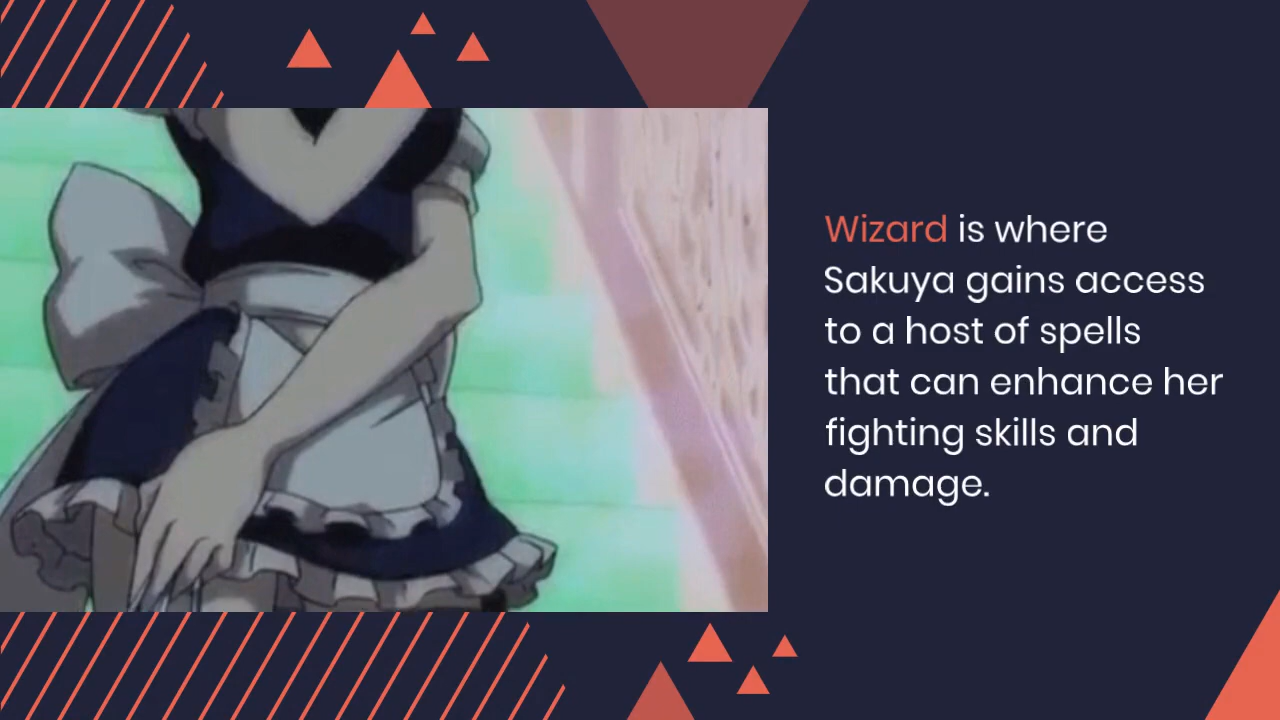 Wizard is where
Sakuya gains access
to a host of spells
that can enhance her
fighting skills and
damage.